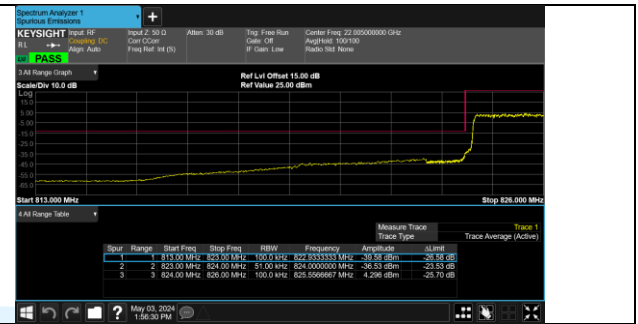 Spectrum Analyzer 1
Spurious Emissions
KEYSIGHT Input: RF Input Z: 50 Ω Atten: 30 dB Trig: Free Run Center Freq: 22.005000000 GHz
RL Coupling: DC Corr CCorr Gate: Off Avg|Hold: 100/100
Align: Auto Freq Ref: Int (S) IF Gain: Low Radio Std: None
PASS
3 All Range Graph Ref Lvl Offset 15.00 dB
Scale/Div 10.0 dB Ref Value 25.00 dBm
Log
15.0
5.00
-5.00
-15.0
-25.0
-35.0
-45.0
-55.0
-65.0
Start 813.000 MHz Stop 826.000 MHz
4 All Range Table
Measure Trace Trace 1
Trace Type Trace Average (Active)
Spur Range Start Freq Stop Freq RBW Frequency Amplitude ΔLimit
1 1 813.00 MHz 823.00 MHz 100.0 kHz 822.9333333 MHz -39.58 dBm -26.58 dB
2 2 823.00 MHz 824.00 MHz 51.00 kHz 824.0000000 MHz -36.53 dBm -23.53 dB
3 3 824.00 MHz 826.00 MHz 100.0 kHz 825.5566667 MHz 4.296 dBm -25.70 dB
? May 03, 2024
1:56:30 PM